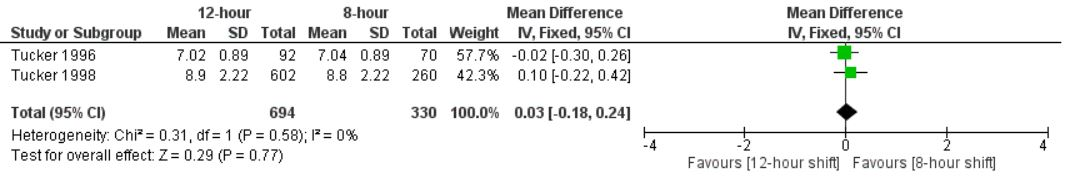 12-hour 8-hour Mean Difference Mean Difference
Study or Subgroup Mean SD Total Mean SD Total Weight IV, Fixed, 95% CI IV, Fixed, 95% CI
Tucker 1996 7.02 0.89 92 7.04 0.89 70 57.7% -0.02 [-0.30, 0.26]
Tucker 1998 8.9 2.22 602 8.8 2.22 260 42.3% 0.10 [-0.22, 0.42]
Total (95% CI) 694 330 100.0% 0.03 [-0.18, 0.24]
Heterogeneity: Chi² = 0.31, df = 1 (P = 0.58); I² = 0%
Test for overall effect: Z = 0.29 (P = 0.77)
-4 -2 0 2 4
Favours [12-hour shift] Favours [8-hour shift]